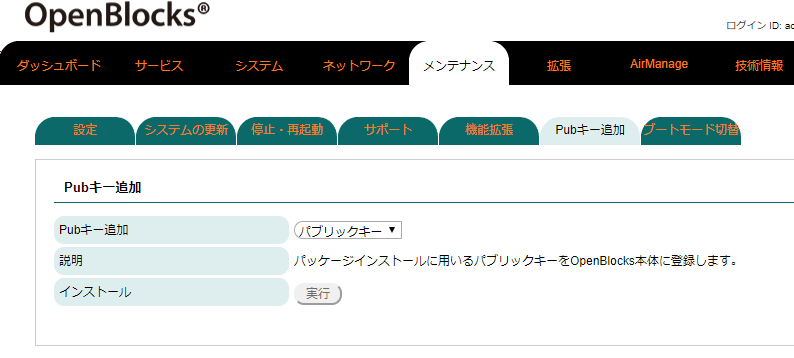 OpenBlocks®
ログイン ID: ac
ダッシュボード サービス システム ネットワーク メンテナンス 拡張 AirManage 技術情報
設定 システムの更新 停止・再起動 サポート 機能拡張 Pubキー追加 ブートモード切替
Pubキー追加
Pubキー追加 パブリックキー
説明 パッケージインストールに用いるパブリックキーをOpenBlocks本体に登録します。
インストール 実行